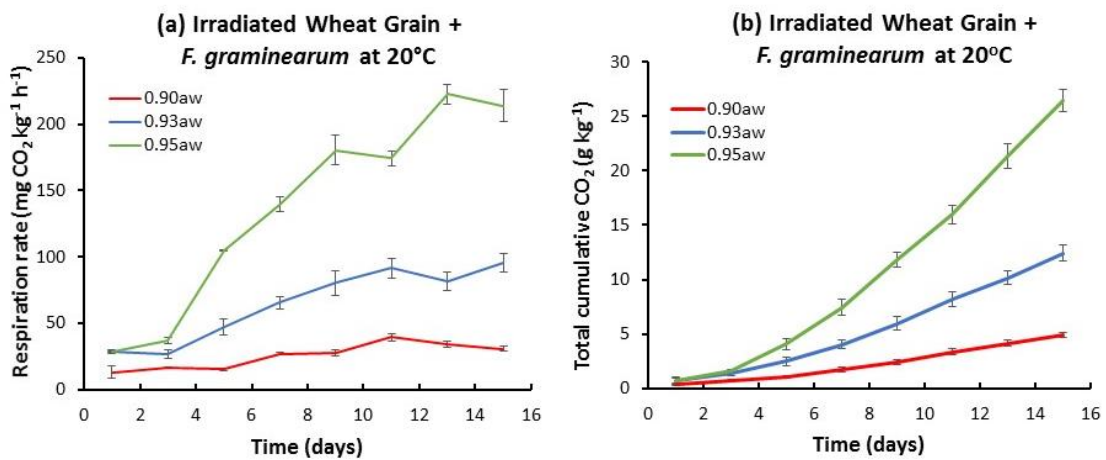 (a) Irradiated Wheat Grain +
F. graminearum at 20°C
250
200
150
100
50
0
Respiration rate (mg CO₂ kg⁻¹ h⁻¹)
0.90aw
0.93aw
0.95aw
0 2 4 6 8 10 12 14 16
Time (days)
(b) Irradiated Wheat Grain +
F. graminearum at 20ºC
30
25
20
15
10
5
0
Total cumulative CO₂ (g kg⁻¹)
0.90aw
0.93aw
0.95aw
0 2 4 6 8 10 12 14 16
Time (days)